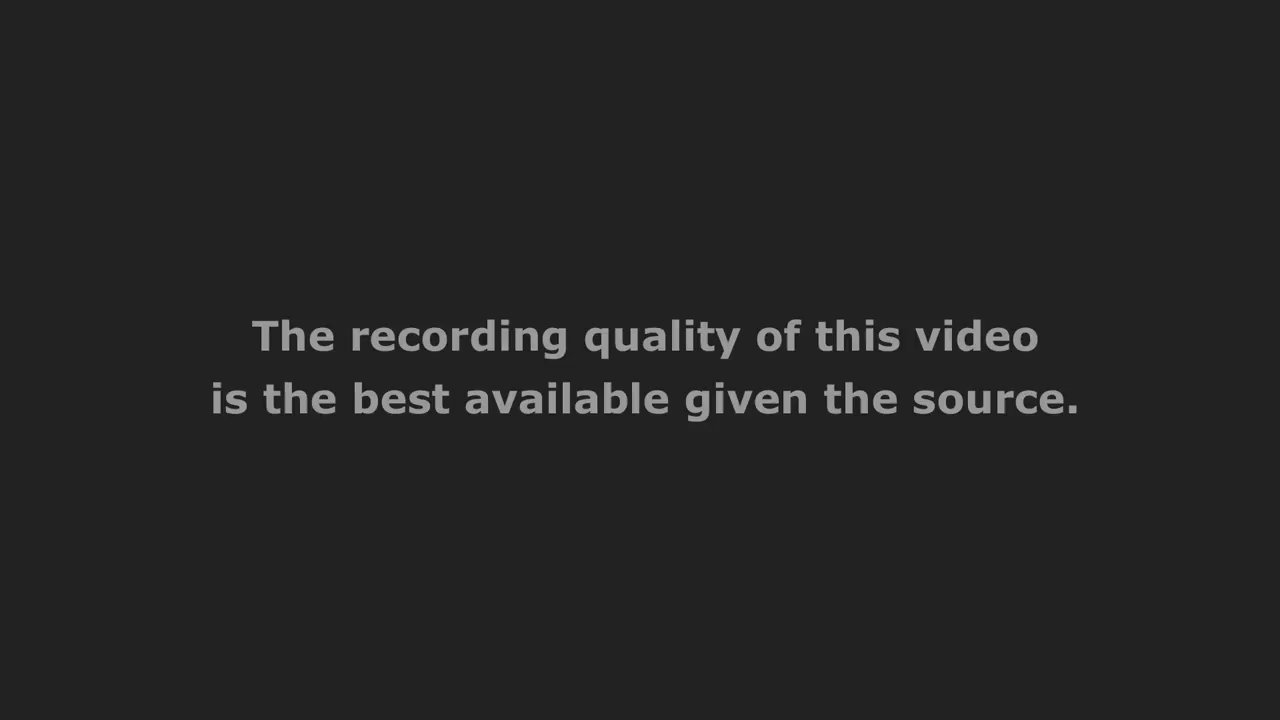 The recording quality of this video
is the best available given the source.